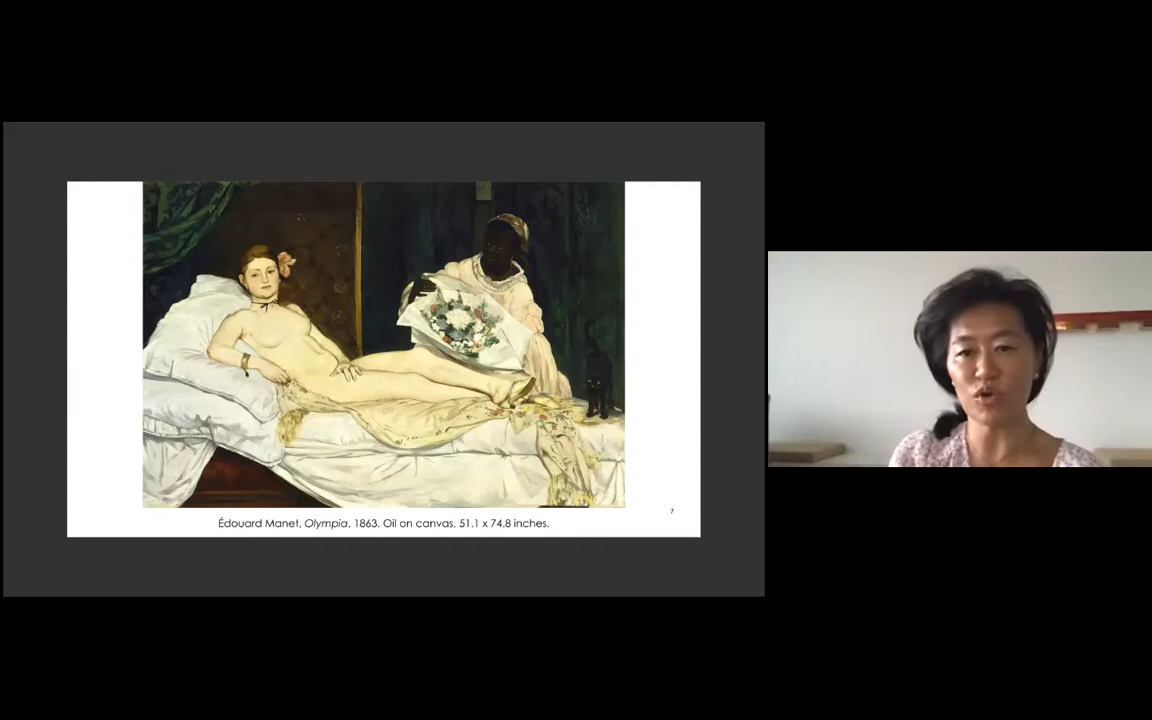 7
Édouard Manet, Olympia, 1863. Oil on canvas, 51.1 x 74.8 inches.